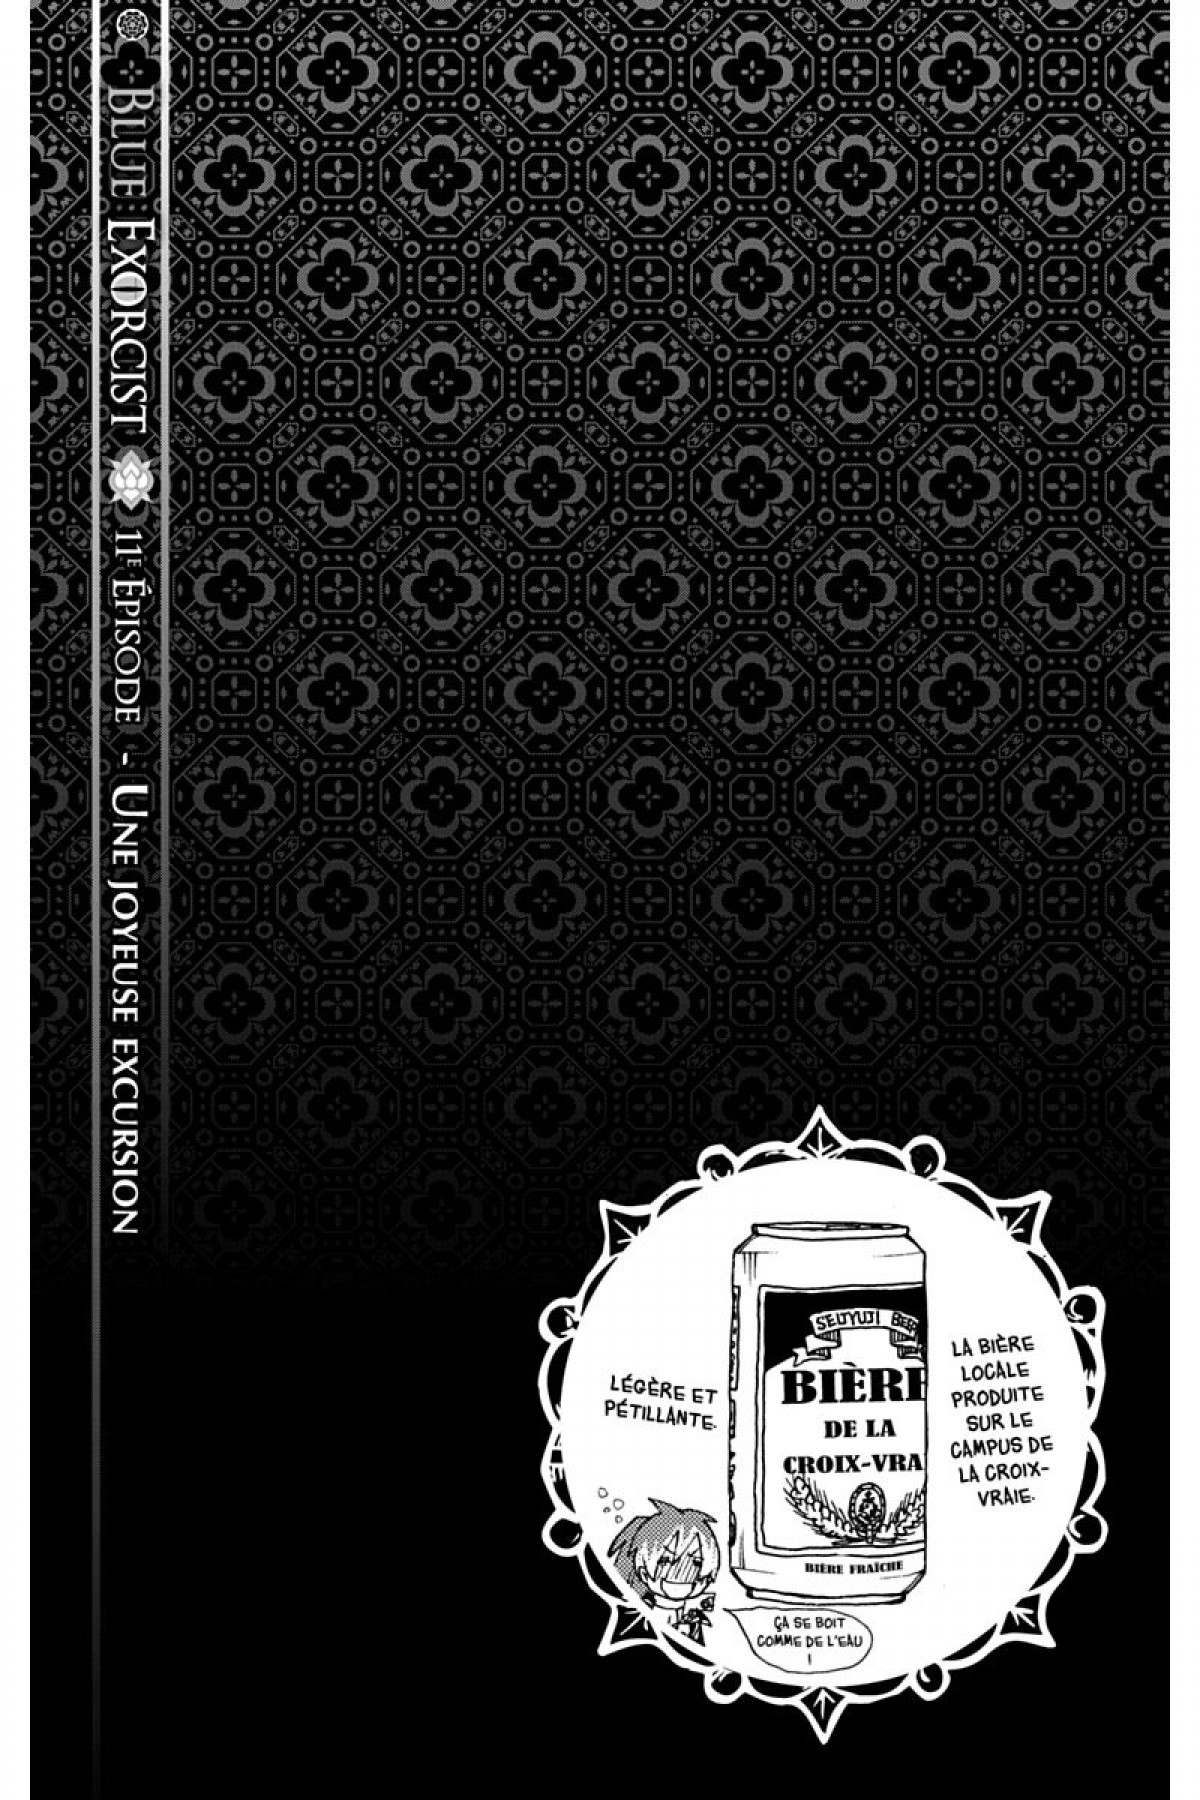 BLUE EXORCIST 11E ÉPISODE - UNE JOYEUSE EXCURSION
LA BIÈRE
LOCALE
PRODUITE
SUR LE
CAMPUS DE
LA CROIX-
VRAIE.
SEIJYUJI BEER
BIÈRE
DE LA
CROIX-VRA
BIÈRE FRAÎCHE
LÉGÈRE ET
PÉTILLANTE.
ÇA SE BOIT
COMME DE L'EAU
!